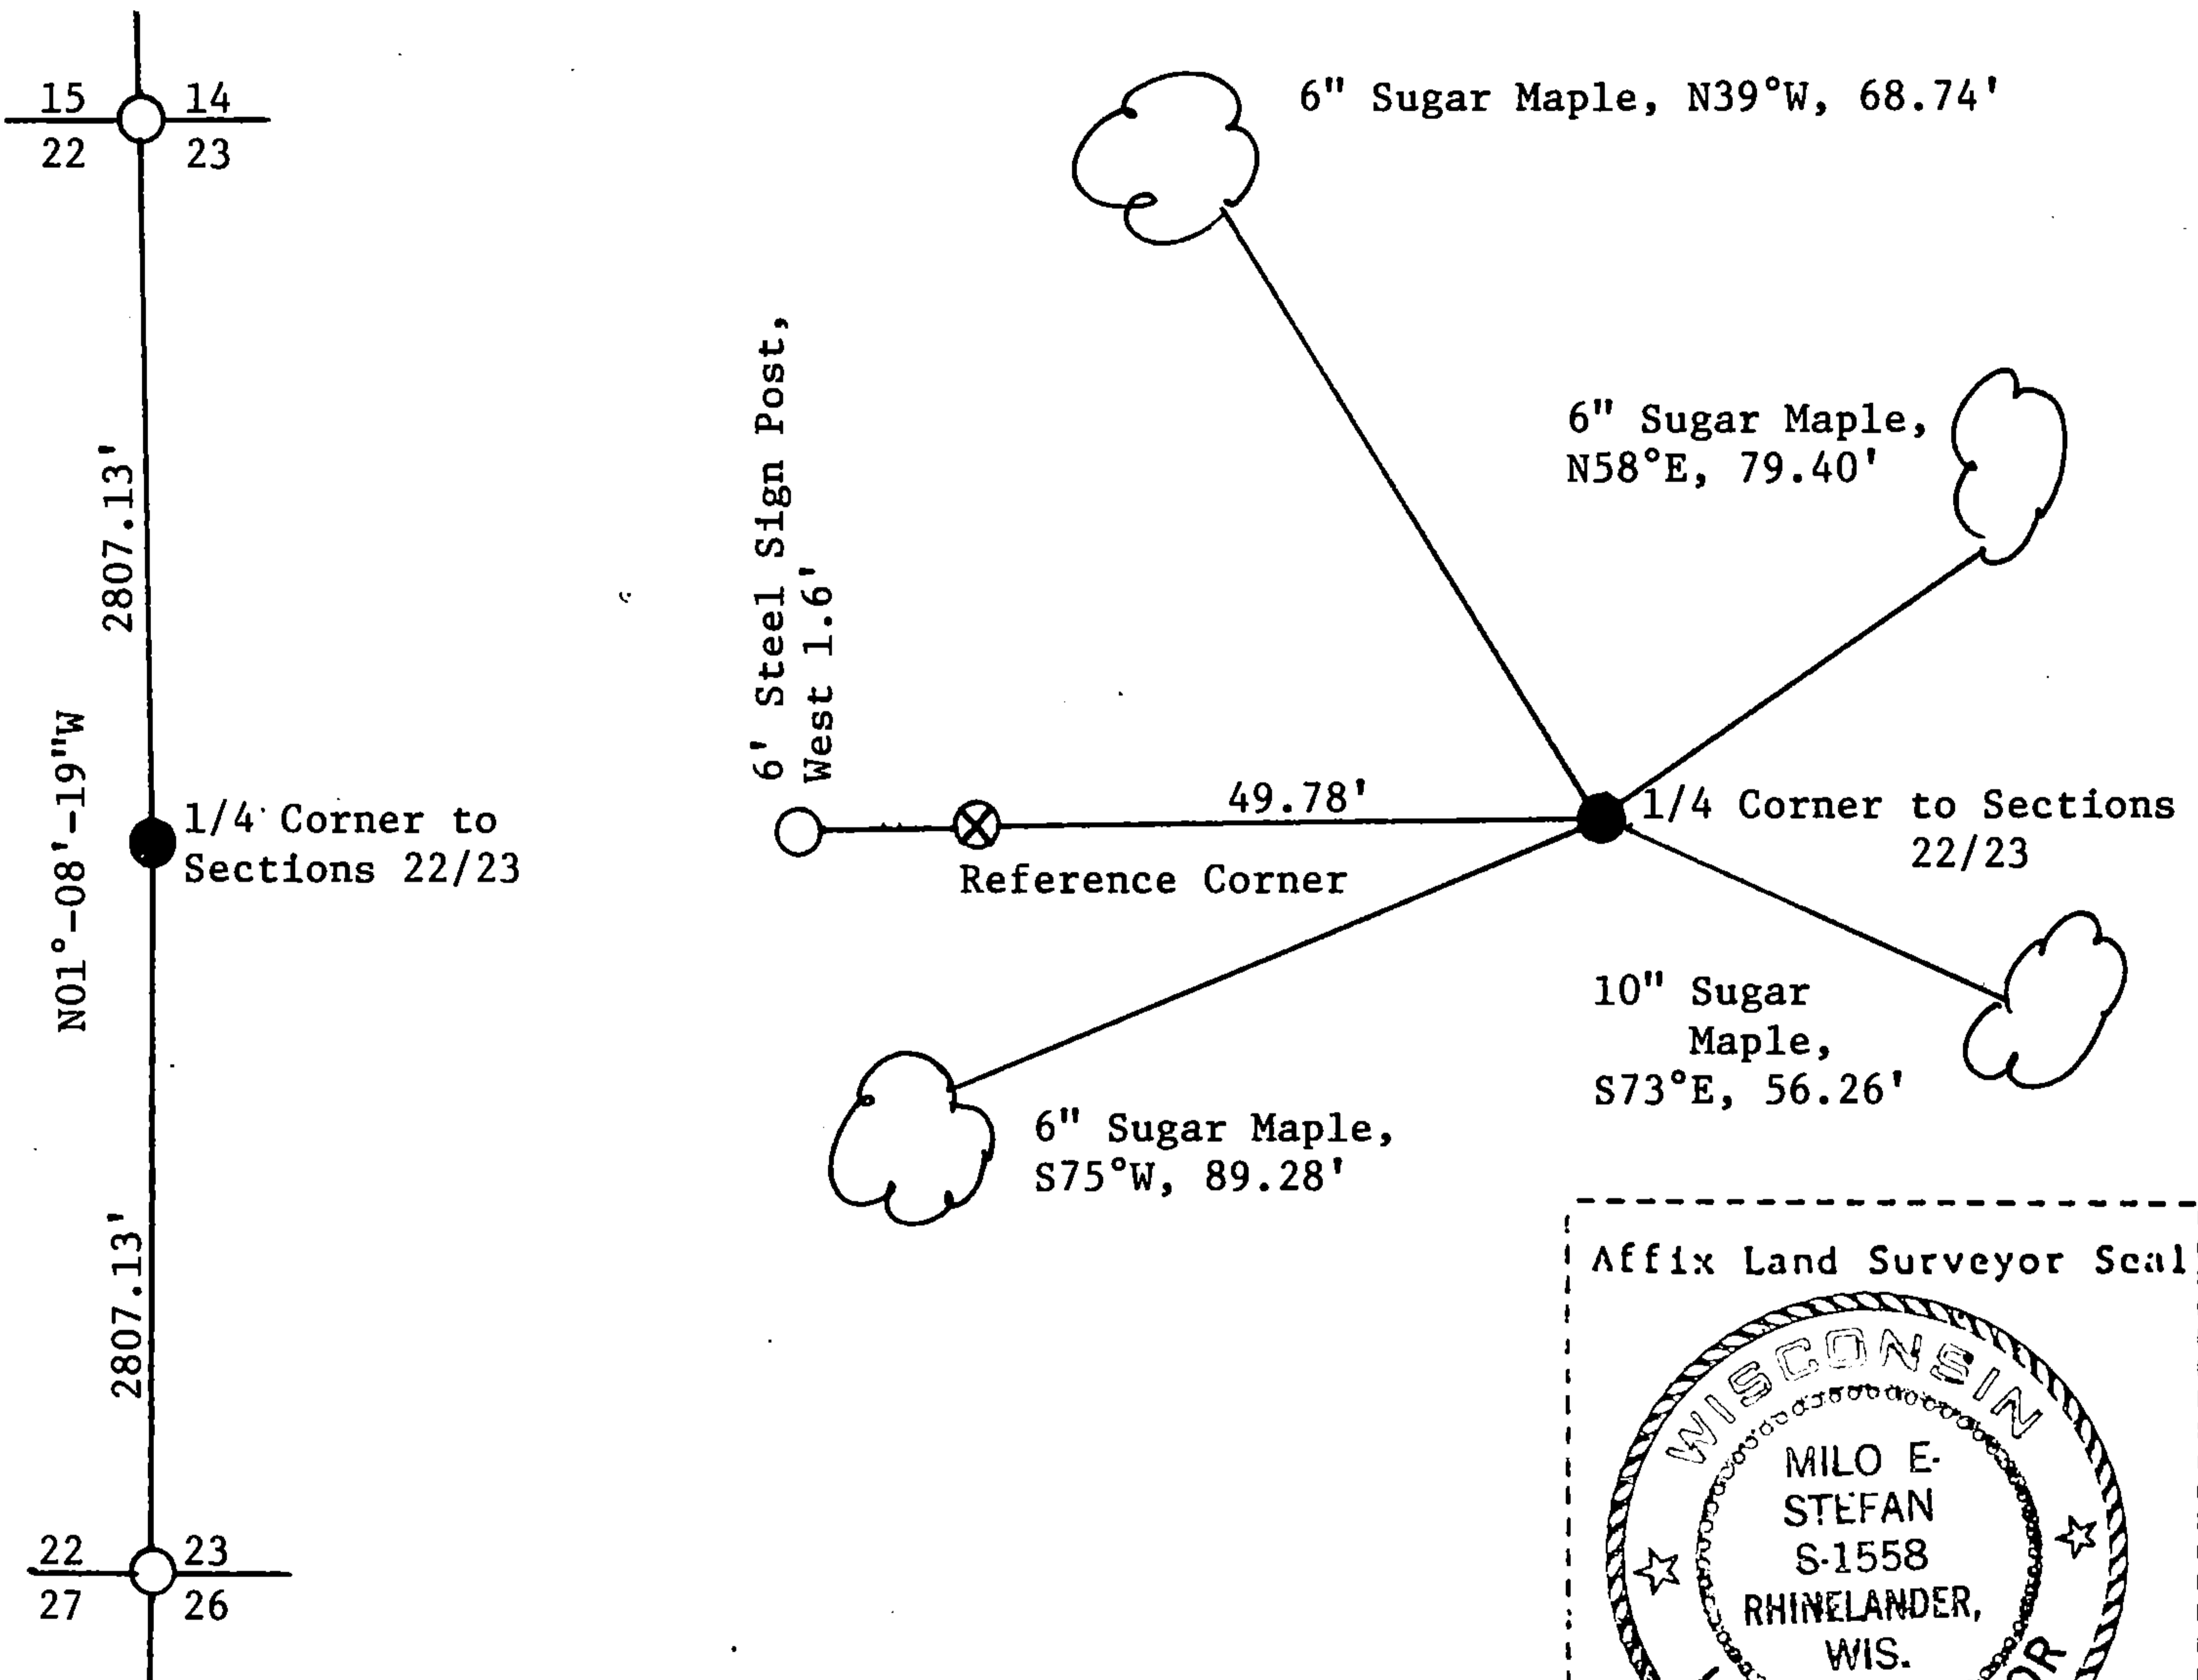 15 14
22 23
2807.13'
N01°-08'-19"W
1/4 Corner to
Sections 22/23
2807.13'
22 23
27 26
6" Sugar Maple, N39°W, 68.74'
6" Sugar Maple,
N58°E, 79.40'
6' Steel Sign Post,
West 1.6'
49.78'
Reference Corner
1/4 Corner to Sections
22/23
10" Sugar
Maple,
S73°E, 56.26'
6" Sugar Maple,
S75°W, 89.28'
Affix Land Surveyor Seal
WISCONSIN
MILO E-
STEFAN
S-1558
RHINELANDER,
WIS.